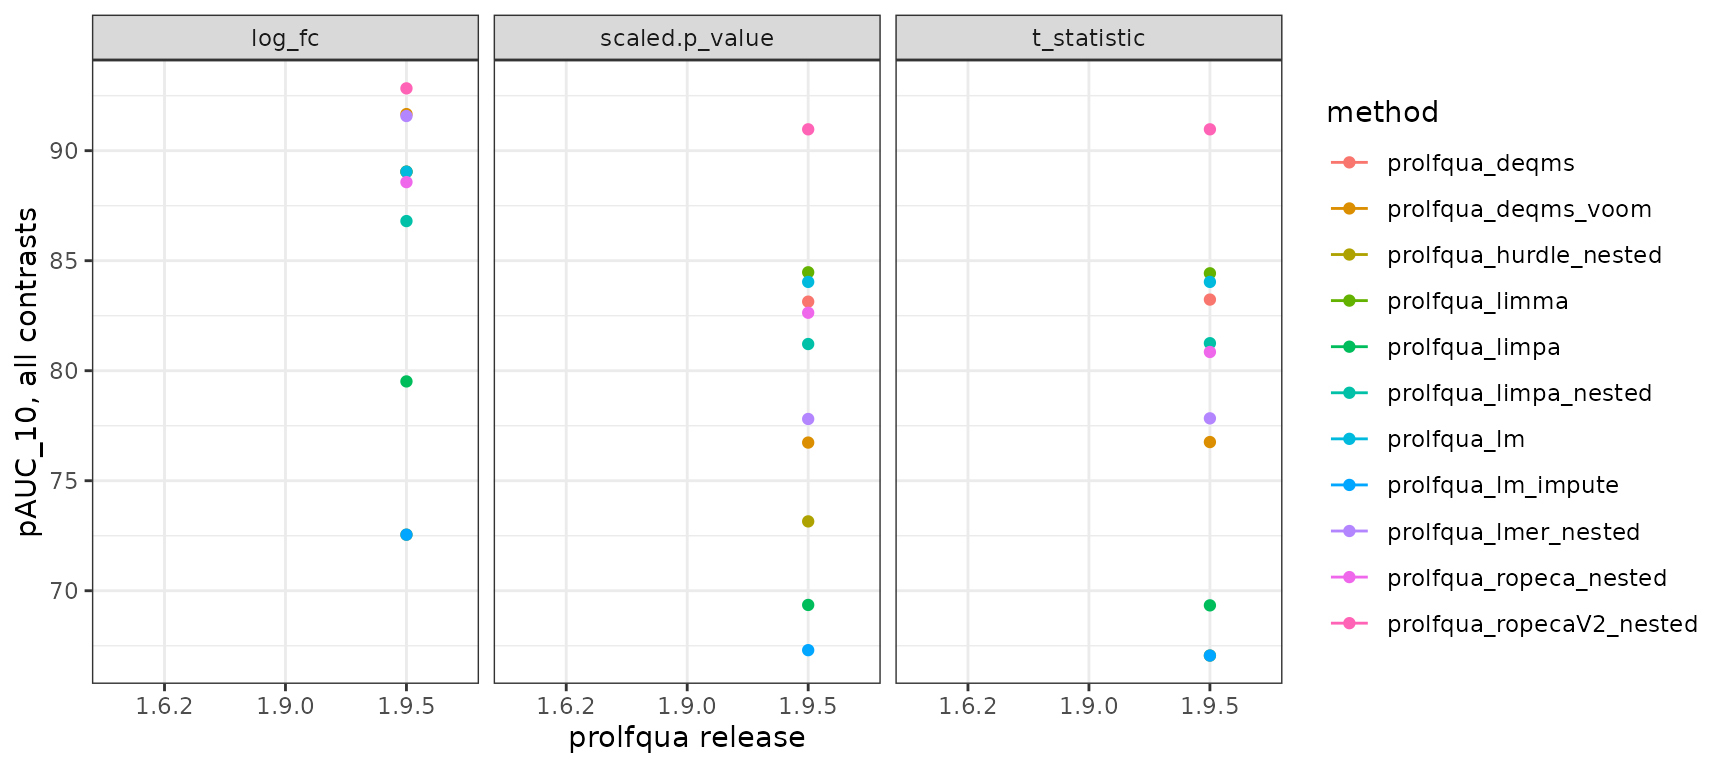 log_fc
scaled.p_value
t_statistic
pAUC_10, all contrasts
90
85
80
75
70
1.6.2
1.9.0
1.9.5
1.6.2
1.9.0
1.9.5
1.6.2
1.9.0
1.9.5
prolfqua release
method
prolfqua_deqms
prolfqua_deqms_voom
prolfqua_hurdle_nested
prolfqua_limma
prolfqua_limpa
prolfqua_limpa_nested
prolfqua_lm
prolfqua_lm_impute
prolfqua_lmer_nested
prolfqua_ropeca_nested
prolfqua_ropecaV2_nested